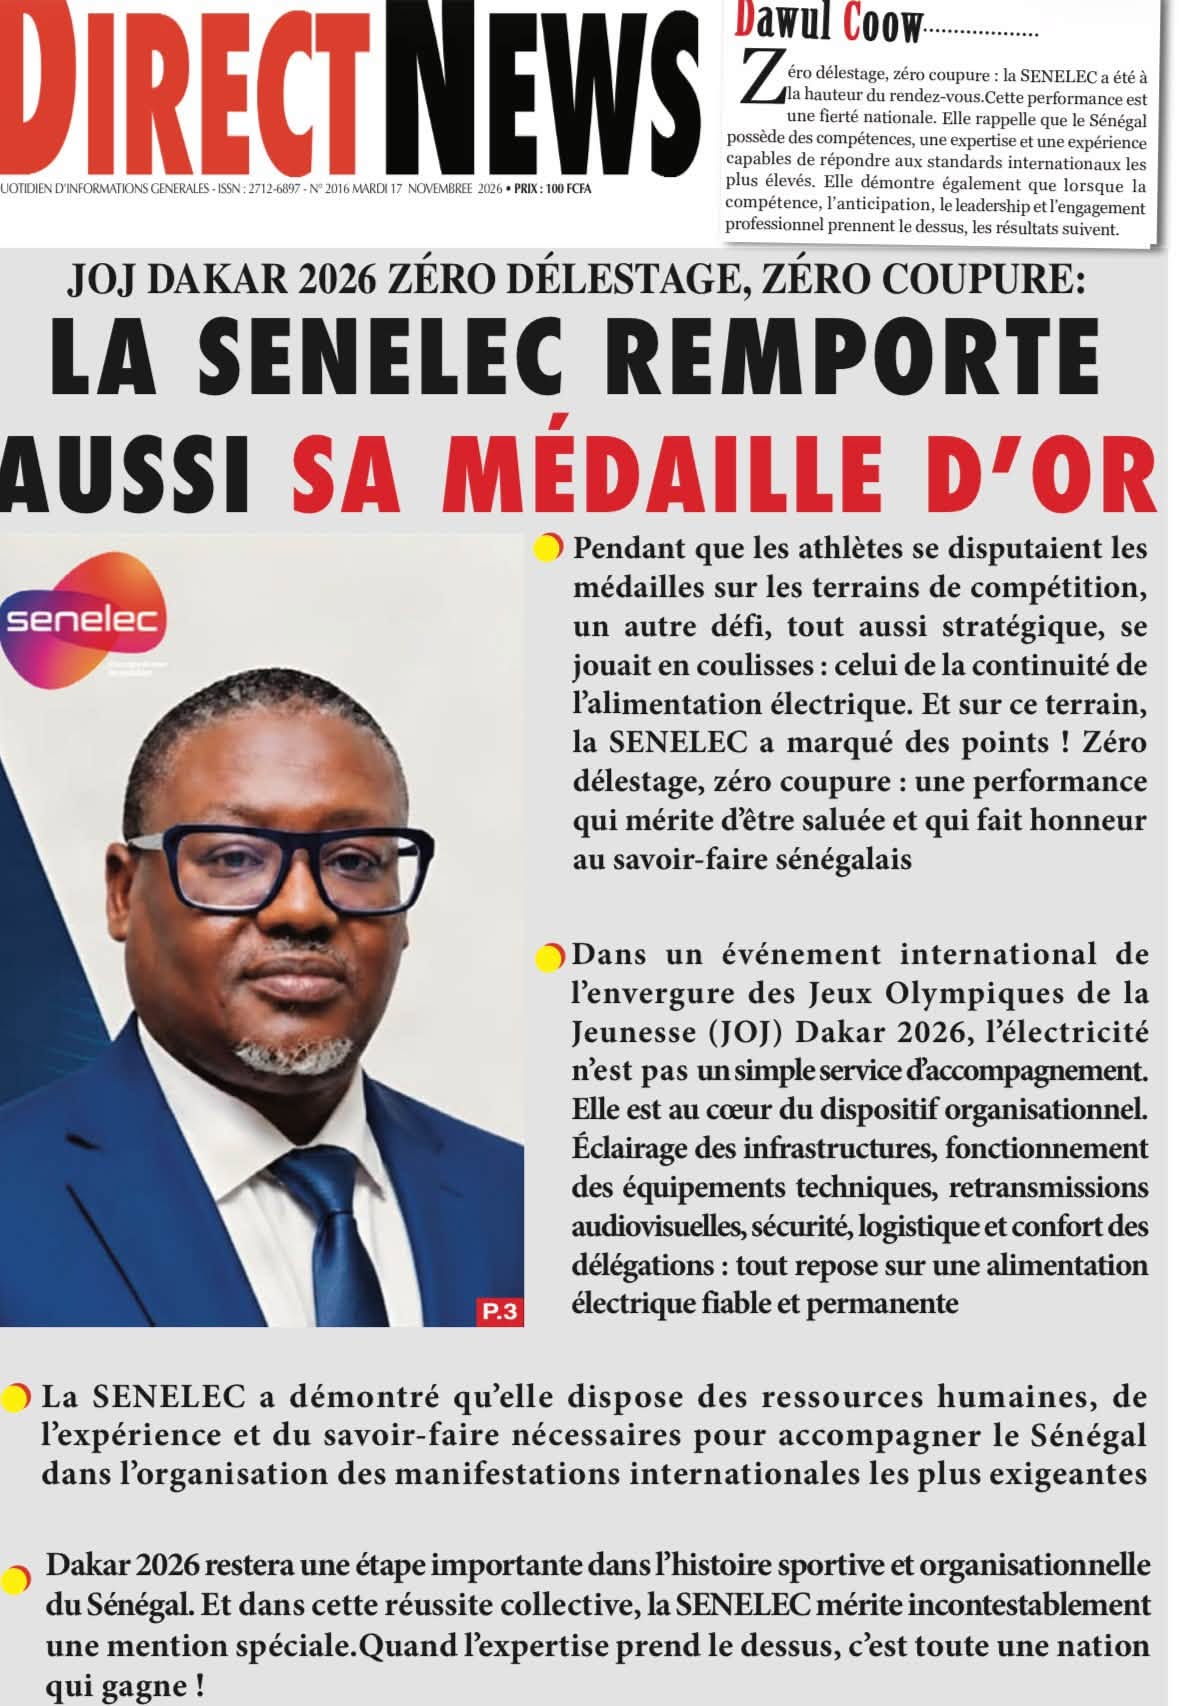 DIRECTNEWS
UOTIDIEN D'INFORMATIONS GENERALES - ISSN : 2712-6897 - N° 2016 MARDI 17 NOVEMBREE 2026 • PRIX : 100 FCFA
Dawul Coow...................
Zéro délestage, zéro coupure : la SENELEC a été à
la hauteur du rendez-vous.Cette performance est
une fierté nationale. Elle rappelle que le Sénégal
possède des compétences, une expertise et une expérience
capables de répondre aux standards internationaux les
plus élevés. Elle démontre également que lorsque la
compétence, l'anticipation, le leadership et l'engagement
professionnel prennent le dessus, les résultats suivent.
JOJ DAKAR 2026 ZÉRO DÉLESTAGE, ZÉRO COUPURE:
LA SENELEC REMPORTE
AUSSI SA MÉDAILLE D'OR
senelec
P.3
Pendant que les athlètes se disputaient les
médailles sur les terrains de compétition,
un autre défi, tout aussi stratégique, se
jouait en coulisses : celui de la continuité de
l'alimentation électrique. Et sur ce terrain,
la SENELEC a marqué des points ! Zéro
délestage, zéro coupure : une performance
qui mérite d'être saluée et qui fait honneur
au savoir-faire sénégalais
Dans un événement international de
l'envergure des Jeux Olympiques de la
Jeunesse (JOJ) Dakar 2026, l'électricité
n'est pas un simple service d'accompagnement.
Elle est au cœur du dispositif organisationnel.
Éclairage des infrastructures, fonctionnement
des équipements techniques, retransmissions
audiovisuelles, sécurité, logistique et confort des
délégations : tout repose sur une alimentation
électrique fiable et permanente
La SENELEC a démontré qu'elle dispose des ressources humaines, de
l'expérience et du savoir-faire nécessaires pour accompagner le Sénégal
dans l'organisation des manifestations internationales les plus exigeantes
Dakar 2026 restera une étape importante dans l'histoire sportive et organisationnelle
du Sénégal. Et dans cette réussite collective, la SENELEC mérite incontestablement
une mention spéciale.Quand l'expertise prend le dessus, c'est toute une nation
qui gagne !